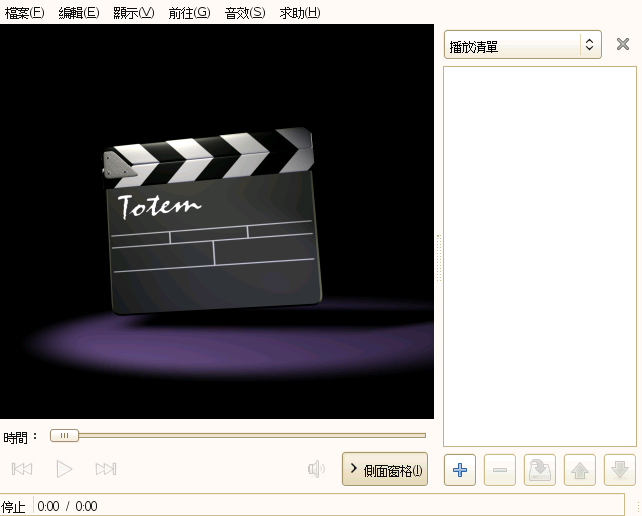 檔案(F) 編輯(E) 顯示(V) 前往(G) 音效(S) 求助(H)
播放清單
Totem
時間：
側面窗格(I)
停止 0:00 / 0:00